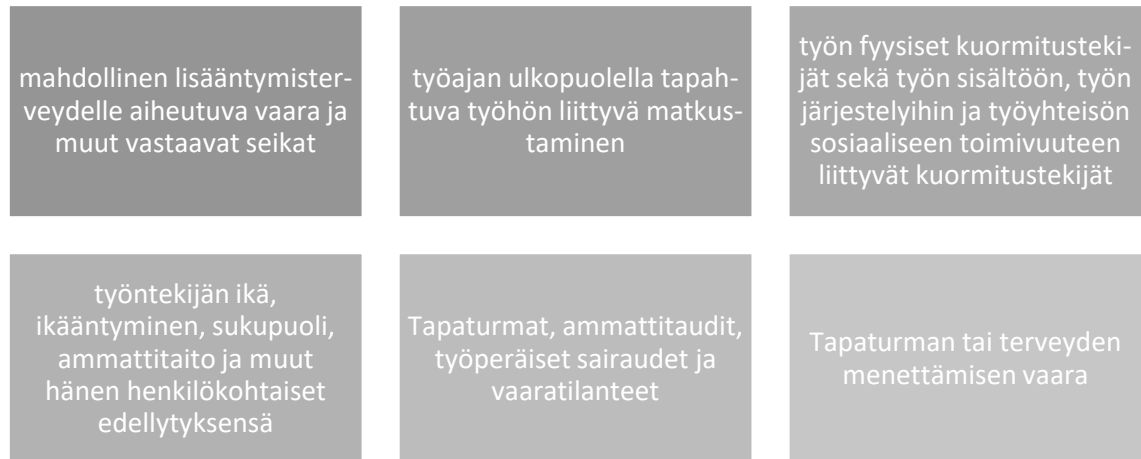 mahdollinen lisääntymister-
veydelle aiheutuva vaara ja
muut vastaavat seikat
työajan ulkopuolella tapah-
tuva työhön liittyvä matkus-
taminen
työn fyysiset kuormitusteki-
jät sekä työn sisältöön, työn
järjestelyihin ja työyhteisön
sosiaaliseen toimivuuteen
liittyvät kuormitustekijät
työntekijän ikä,
ikääntyminen, sukupuoli,
ammattitaito ja muut
hänen henkilökohtaiset
edellytyksensä
Tapaturmat, ammattitaudit,
työperäiset sairaudet ja
vaaratilanteet
Tapaturman tai terveyden
menettämisen vaara